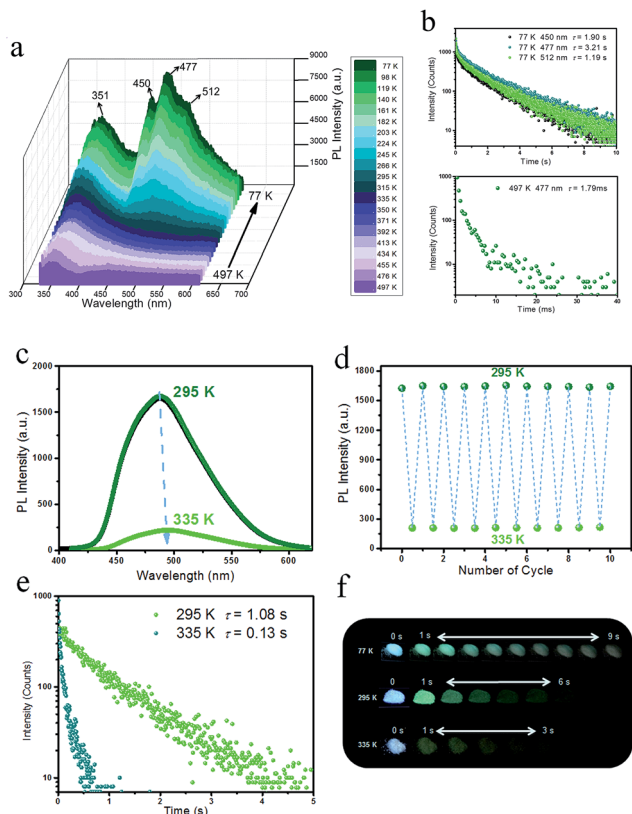 a
PL Intensity (a.u.)
9000
7500
6000
4500
3000
1500
351
450
477
512
77 K
497 K
300
350
400
450
500
550
600
650
700
Wavelength (nm)
77 K
98 K
119 K
140 K
161 K
182 K
203 K
224 K
245 K
266 K
295 K
315 K
335 K
350 K
371 K
392 K
413 K
434 K
455 K
476 K
497 K
b
Intensity (Counts)
1000
100
10
77 K 450 nm τ = 1.90 s
77 K 477 nm τ = 3.21 s
77 K 512 nm τ = 1.19 s
0 2 4 6 8 10
Time (s)
Intensity (Counts)
1000
100
10
497 K 477 nm τ = 1.79ms
0 10 20 30 40
Time (ms)
c
PL Intensity (a.u.)
2000
1500
1000
500
0
295 K
335 K
400 450 500 550 600
Wavelength (nm)
d
PL Intensity (a.u.)
1800
1500
1200
900
600
300
0
295 K
335 K
0 2 4 6 8 10
Number of Cycle
e
Intensity (Counts)
1000
100
10
295 K τ = 1.08 s
335 K τ = 0.13 s
0 1 2 3 4 5
Time (s)
f
77 K 0 s 1 s 9 s
295 K 0 1 s 6 s
335 K 0 s 1 s 3 s